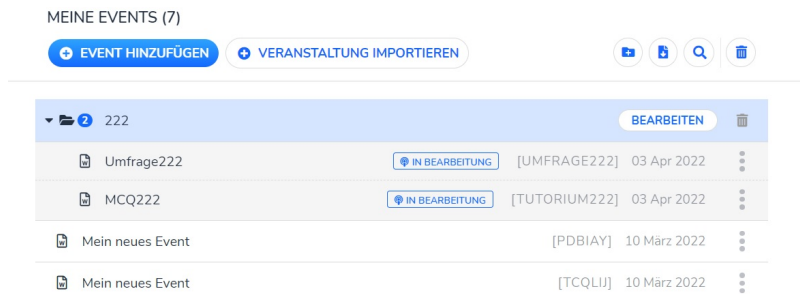 MEINE EVENTS (7)
EVENT HINZUFÜGEN VERANSTALTUNG IMPORTIEREN
2 222 BEARBEITEN
Umfrage222 IN BEARBEITUNG [UMFRAGE222] 03 Apr 2022
MCQ222 IN BEARBEITUNG [TUTORIUM222] 03 Apr 2022
Mein neues Event [PDBIAY] 10 März 2022
Mein neues Event [TCQLIJ] 10 März 2022